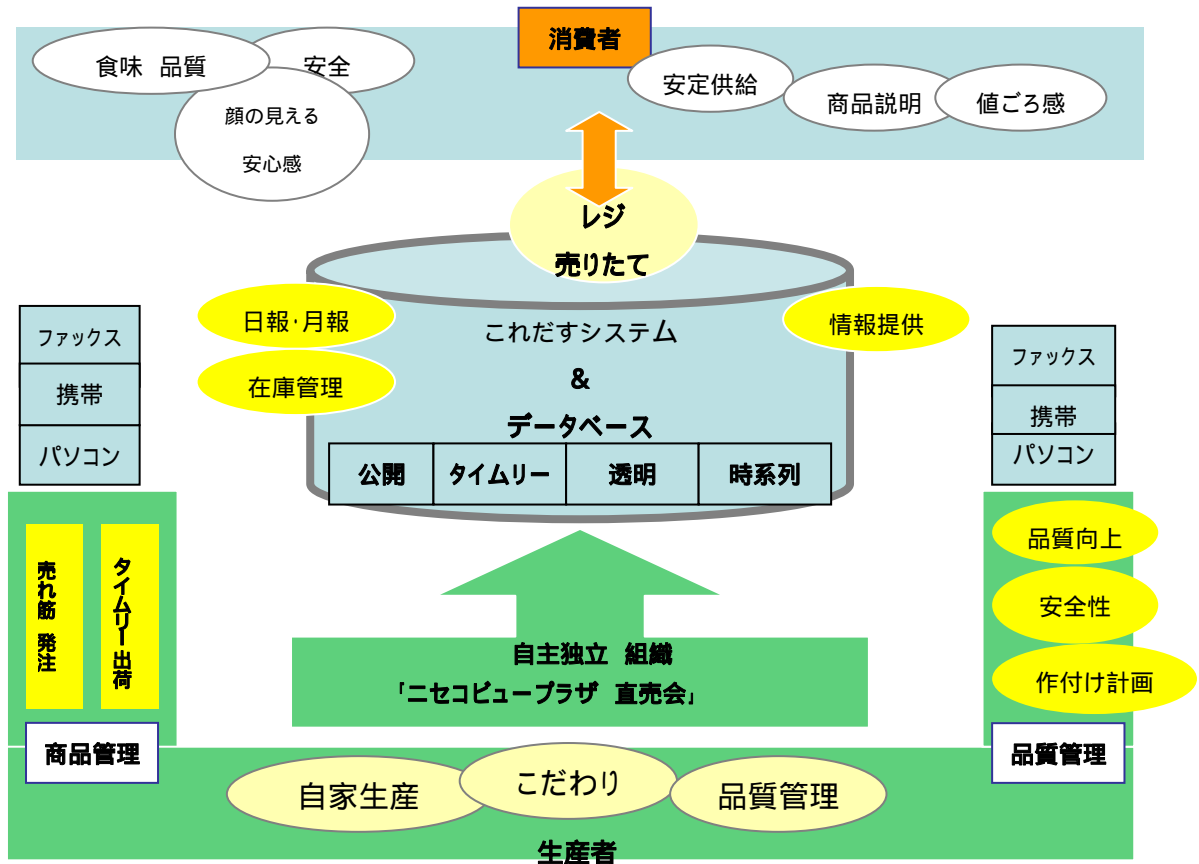 消費者
食味 品質
安全
顔の見える
安心感
安定供給
商品説明
値ごろ感
レジ
売りたて
日報・月報
在庫管理
これだすシステム
&
データベース
情報提供
公開
タイムリー
透明
時系列
ファックス
携帯
パソコン
ファックス
携帯
パソコン
売れ筋 発注
タイムリー出荷
商品管理
自主独立 組織
「ニセコビュープラザ 直売会」
品質向上
安全性
作付け計画
品質管理
自家生産
こだわり
品質管理
生産者